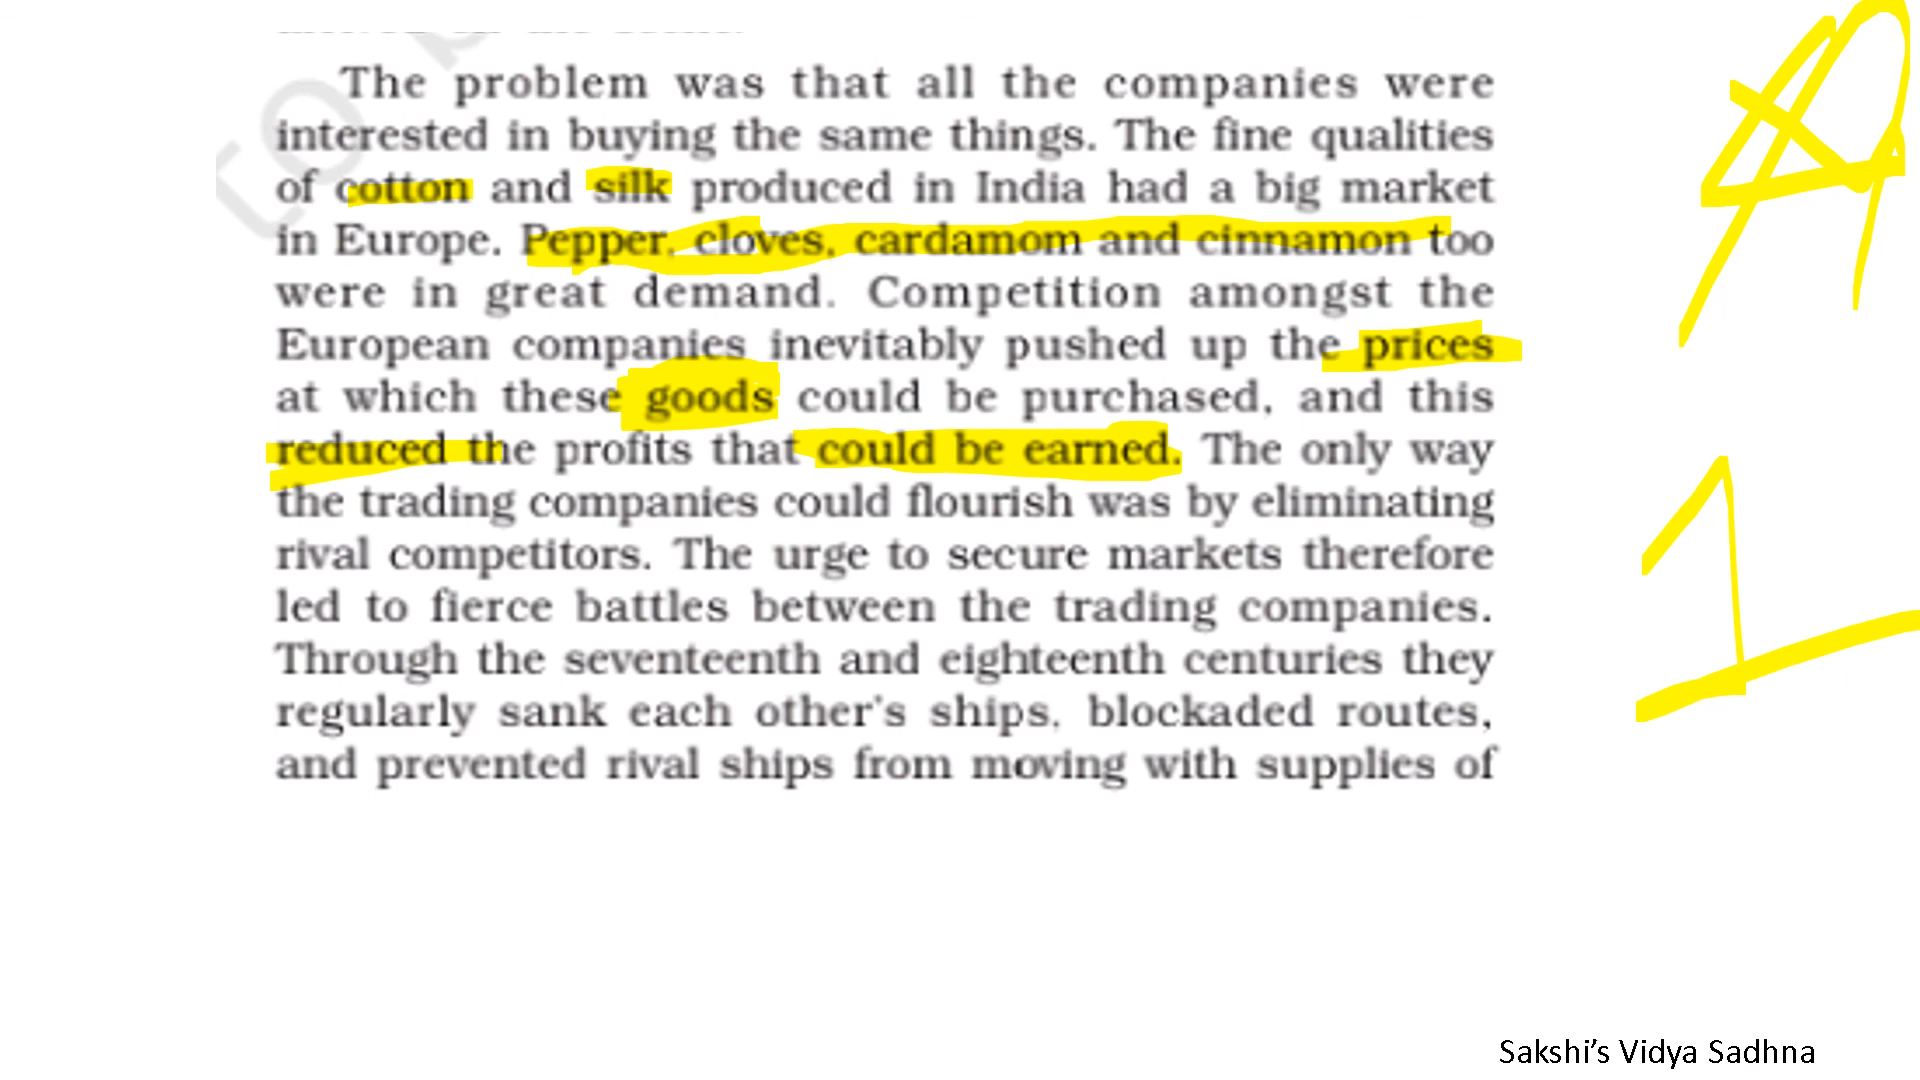 The problem was that all the companies were
interested in buying the same things. The fine qualities
of cotton and silk produced in India had a big market
in Europe. Pepper, cloves, cardamom and cinnamon too
were in great demand. Competition amongst the
European companies inevitably pushed up the prices
at which these goods could be purchased, and this
reduced the profits that could be earned. The only way
the trading companies could flourish was by eliminating
rival competitors. The urge to secure markets therefore
led to fierce battles between the trading companies.
Through the seventeenth and eighteenth centuries they
regularly sank each other's ships, blockaded routes,
and prevented rival ships from moving with supplies of
1
Sakshi’s Vidya Sadhna